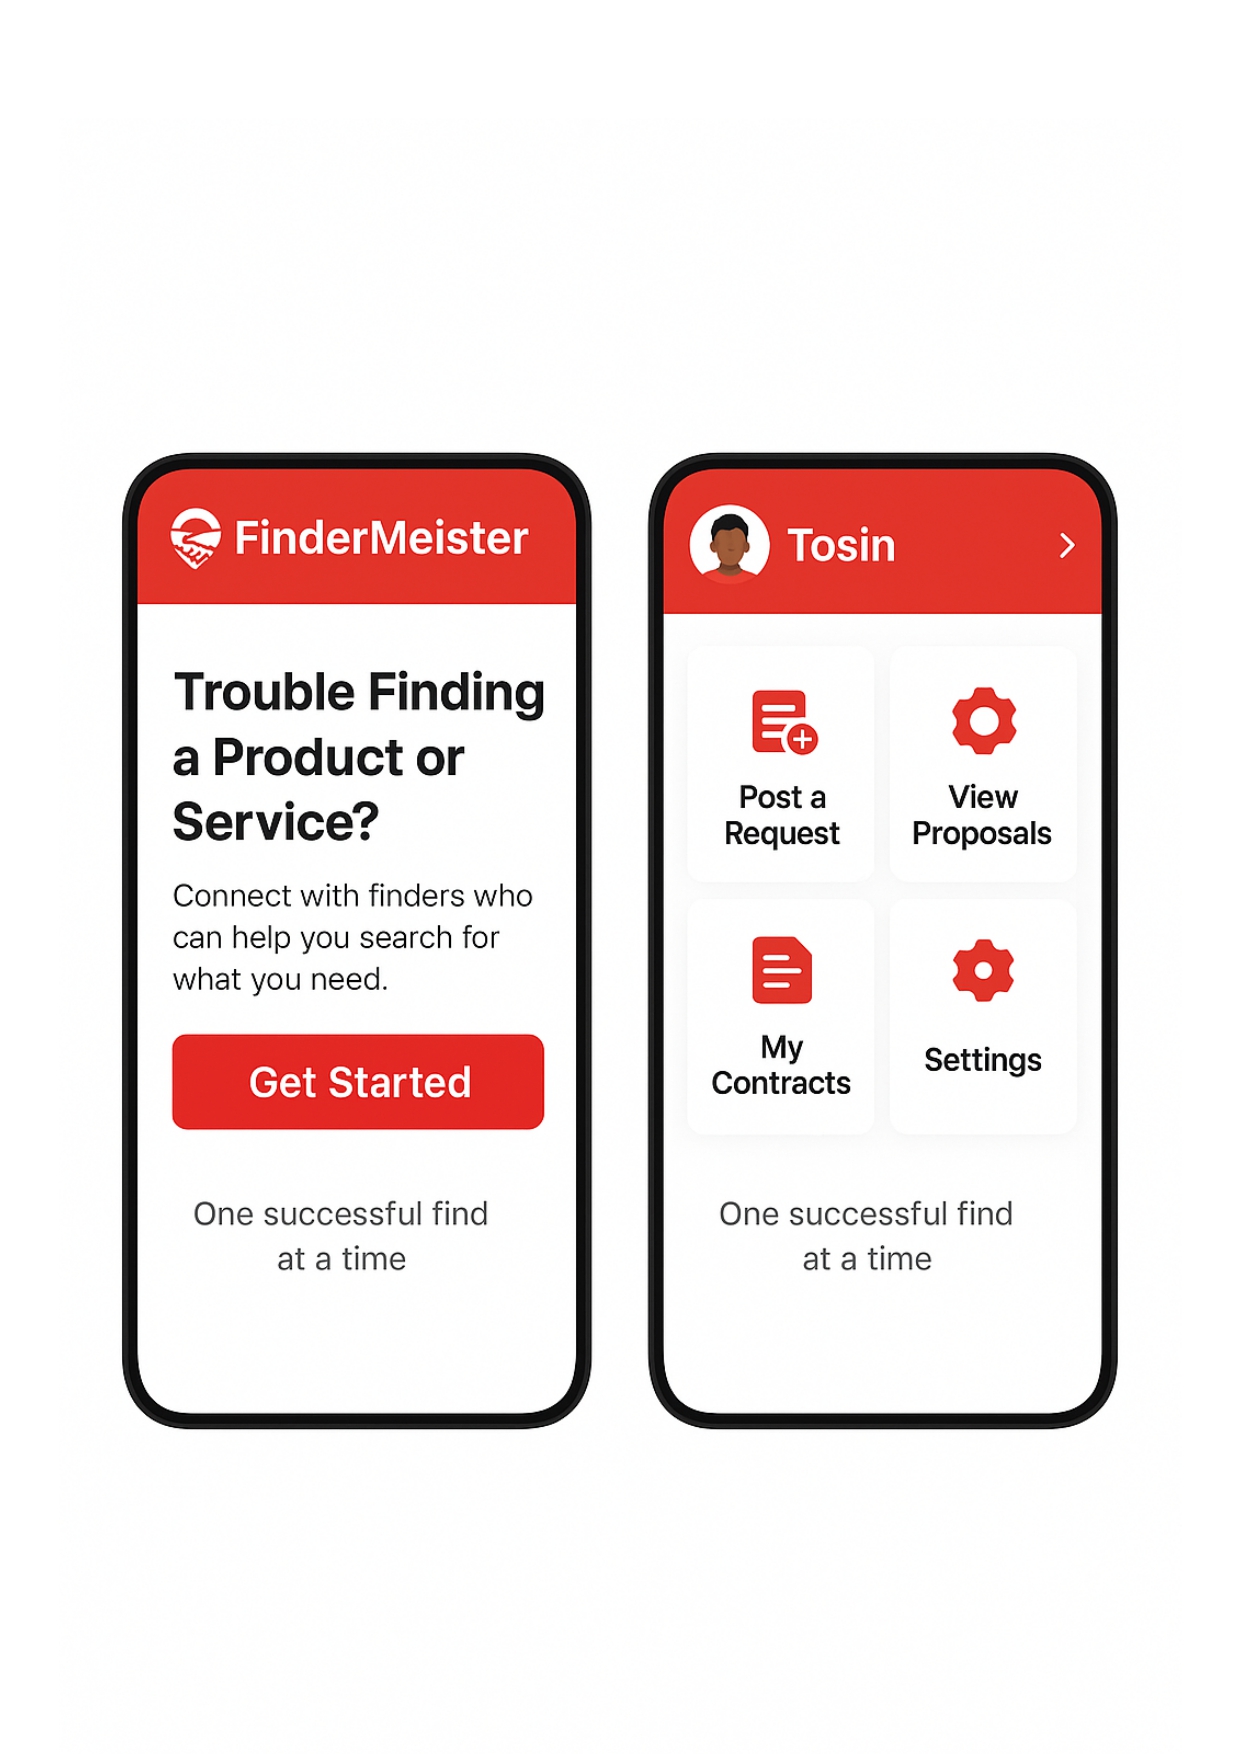 FinderMeister
Trouble Finding
a Product or
Service?
Connect with finders who
can help you search for
what you need.
Get Started
One successful find
at a time
Tosin
Post a
Request
View
Proposals
My
Contracts
Settings
One successful find
at a time